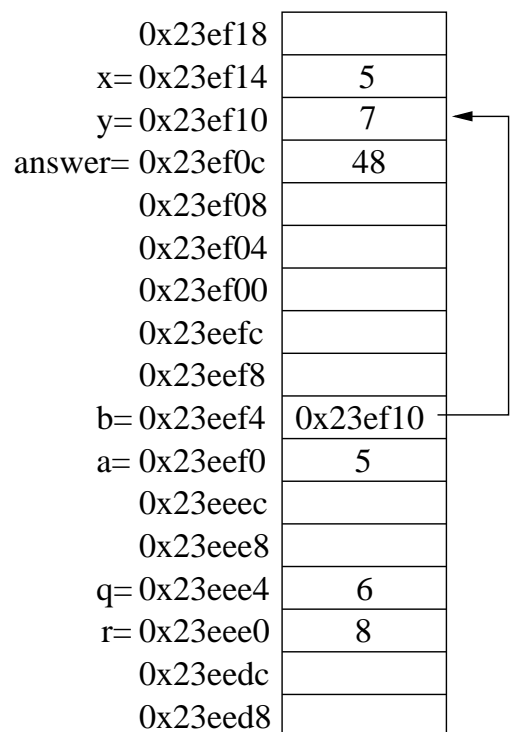 0x23ef18
x= 0x23ef14 5
y= 0x23ef10 7
answer= 0x23ef0c 48
0x23ef08
0x23ef04
0x23ef00
0x23eefc
0x23eef8
b= 0x23eef4 0x23ef10
a= 0x23eef0 5
0x23eeec
0x23eee8
q= 0x23eee4 6
r= 0x23eee0 8
0x23eedc
0x23eed8